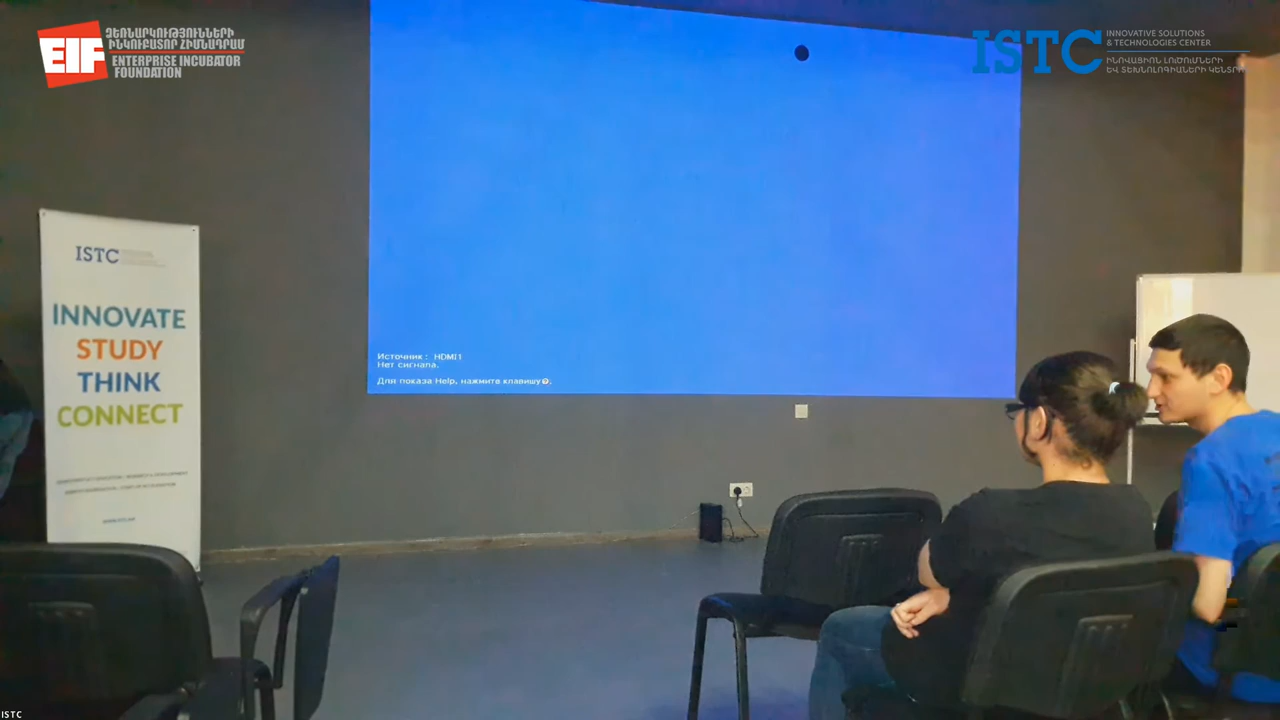 EIF
ՁԵՌՆԱՐԿՈՒԹՅՈՒՆՆԵՐԻ
ԻՆԿՈՒԲԱՏՈՐ ՀԻՄՆԱԴՐԱՄ
ENTERPRISE INCUBATOR
FOUNDATION
ISTC
INNOVATIVE SOLUTIONS
& TECHNOLOGIES CENTER
ԻՆՈՎԱՑԻՈՆ ԼՈՒԾՈՒՄՆԵՐԻ
ԵՎ ՏԵԽՆՈԼՈԳԻԱՆԵՐԻ ԿԵՆՏՐՈՆ
ISTC
INNOVATE
STUDY
THINK
CONNECT
Источник : HDMI1
Нет сигнала.
Для показа Help, нажмите клавишу
ISTC